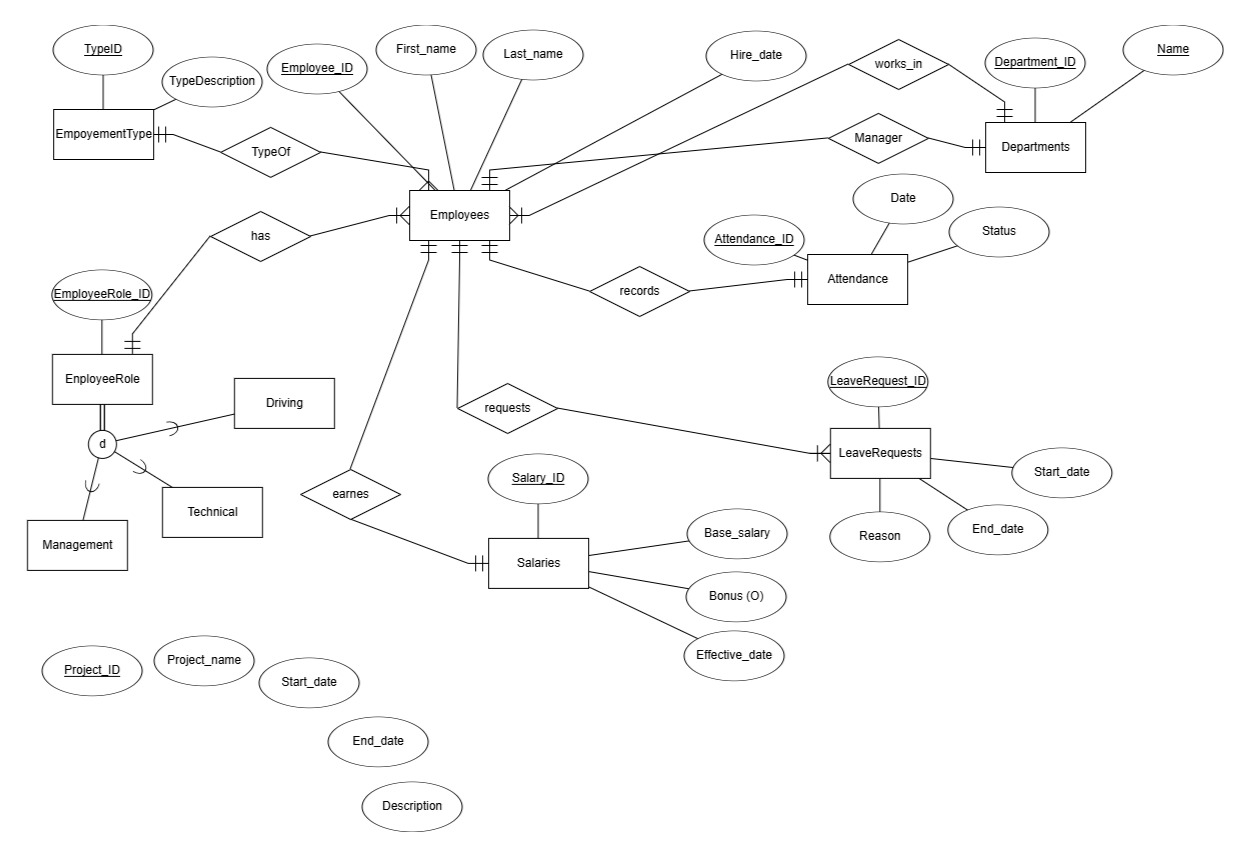 TypeID
TypeDescription
Employee_ID
First_name
Last_name
Hire_date
works_in
Department_ID
Name
EmpoyementType
TypeOf
Manager
Departments
Employees
Date
Attendance_ID
Status
has
Attendance
records
EmployeeRole_ID
EnployeeRole
Driving
d
Technical
Management
requests
LeaveRequest_ID
LeaveRequests
Start_date
End_date
Reason
earnes
Salary_ID
Salaries
Base_salary
Bonus (O)
Effective_date
Project_ID
Project_name
Start_date
End_date
Description